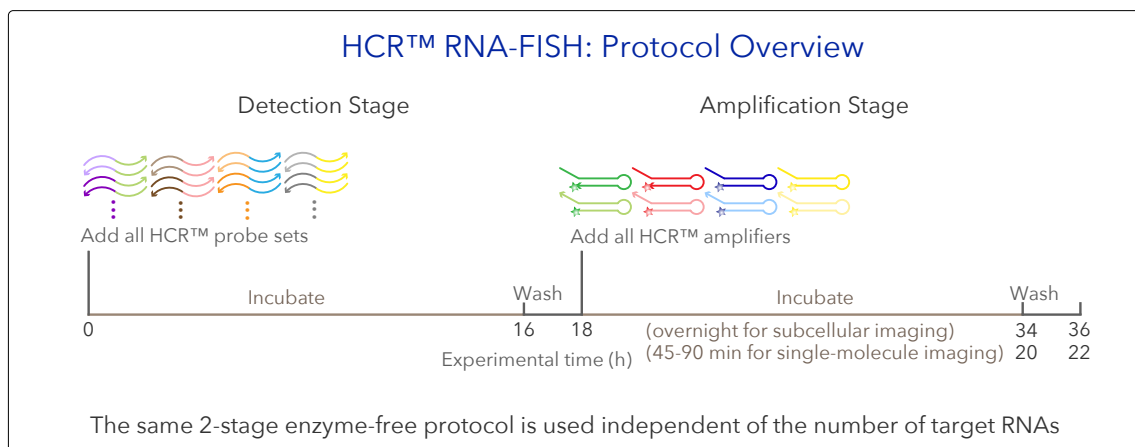 HCR™ RNA-FISH: Protocol Overview
Detection Stage
Amplification Stage
Add all HCR™ probe sets
Add all HCR™ amplifiers
Incubate
Wash
Incubate
Wash
0
16
18
(overnight for subcellular imaging)
34
36
Experimental time (h)
(45-90 min for single-molecule imaging)
20
22
The same 2-stage enzyme-free protocol is used independent of the number of target RNAs